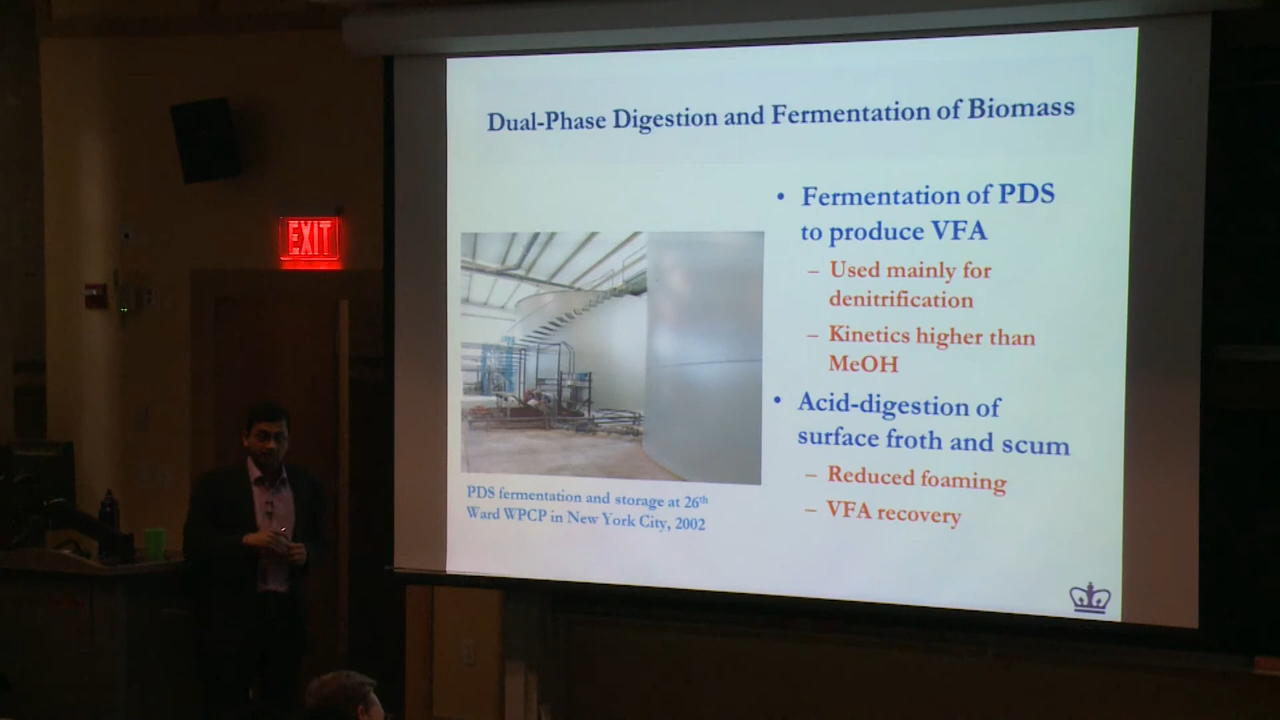 Dual-Phase Digestion and Fermentation of Biomass
EXIT
• Fermentation of PDS
to produce VFA
– Used mainly for
denitrification
– Kinetics higher than
MeOH
• Acid-digestion of
surface froth and scum
– Reduced foaming
– VFA recovery
PDS fermentation and storage at 26th
Ward WPCP in New York City, 2002